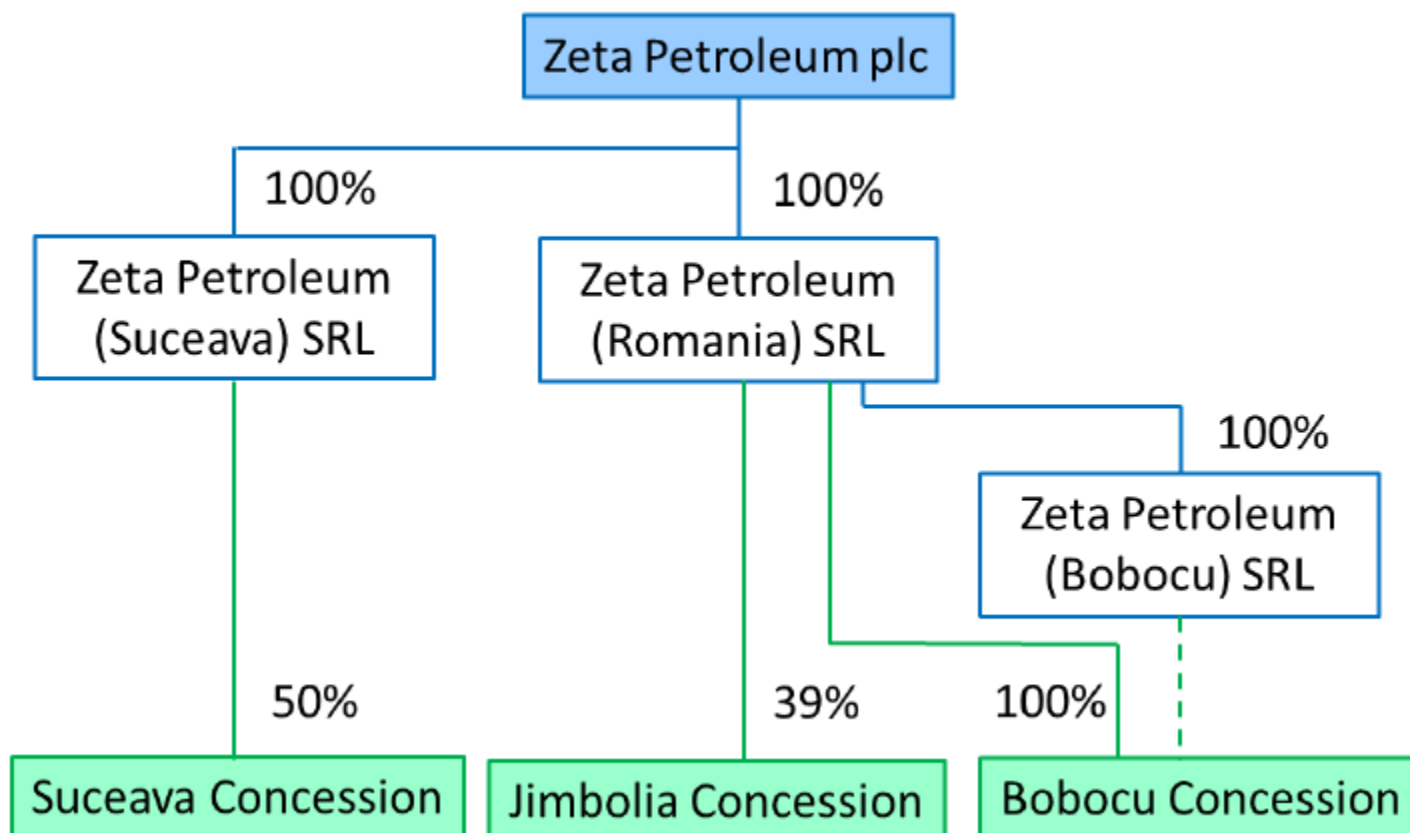 Zeta Petroleum plc
100%
100%
Zeta Petroleum
(Suceava) SRL
Zeta Petroleum
(Romania) SRL
100%
Zeta Petroleum
(Bobocu) SRL
50%
39%
100%
Suceava Concession
Jimbolia Concession
Bobocu Concession